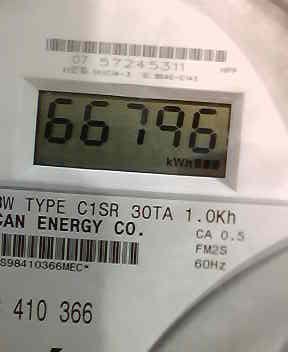 07 57245311
66796
kWh
W TYPE C1SR 30TA 1.0Kh
CAN ENERGY CO.
CA 0.5
FM2S
60Hz
S98410366MEC*
410 366